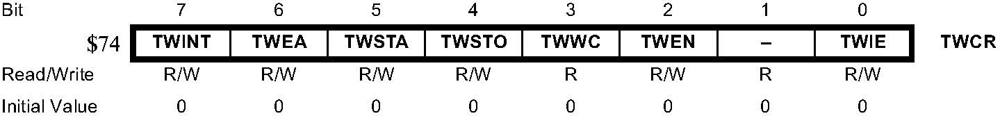 Bit 7 6 5 4 3 2 1 0
$74 TWINT TWEA TWSTA TWSTO TWWC TWEN – TWIE TWCR
Read/Write R/W R/W R/W R/W R R/W R R/W
Initial Value 0 0 0 0 0 0 0 0